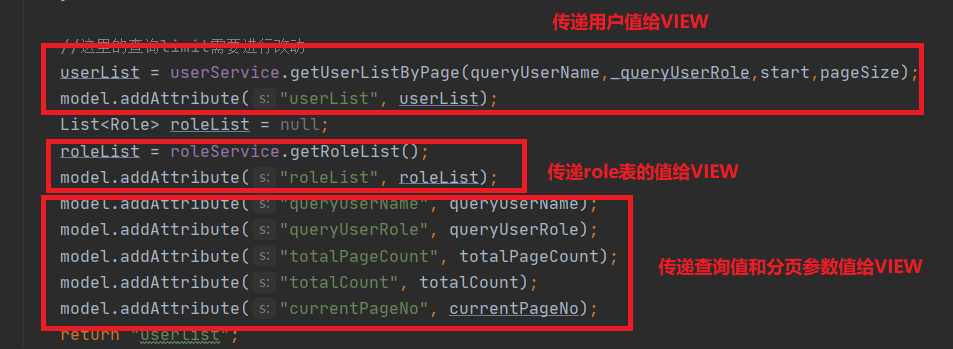 传递用户值给VIEW
//这里的查询limit需要进行改动
userList = userService.getUserListByPage(queryUserName,_queryUserRole,start,pageSize);
model.addAttribute( s: "userList", userList);
List<Role> roleList = null;
roleList = roleService.getRoleList();
model.addAttribute( s: "roleList", roleList);
传递role表的值给VIEW
model.addAttribute( s: "queryUserName", queryUserName);
model.addAttribute( s: "queryUserRole", queryUserRole);
model.addAttribute( s: "totalPageCount", totalPageCount);
传递查询值和分页参数值给VIEW
model.addAttribute( s: "totalCount", totalCount);
model.addAttribute( s: "currentPageNo", currentPageNo);
return "userlist";